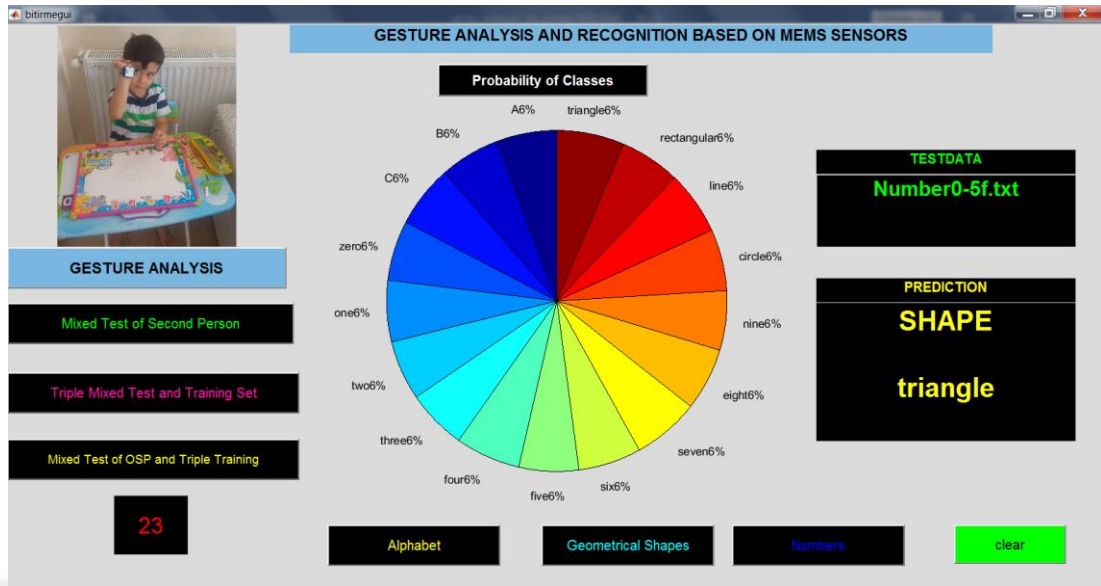 bitirmegui
GESTURE ANALYSIS AND RECOGNITION BASED ON MEMS SENSORS
Probability of Classes
A6%
triangle6%
B6%
rectangular6%
C6%
line6%
zero6%
circle6%
one6%
nine6%
two6%
eight6%
three6%
seven6%
four6%
five6%
six6%
TESTDATA
Number0-5f.txt
PREDICTION
SHAPE
triangle
GESTURE ANALYSIS
Mixed Test of Second Person
Triple Mixed Test and Training Set
Mixed Test of OSP and Triple Training
23
Alphabet
Geometrical Shapes
Numbers
clear